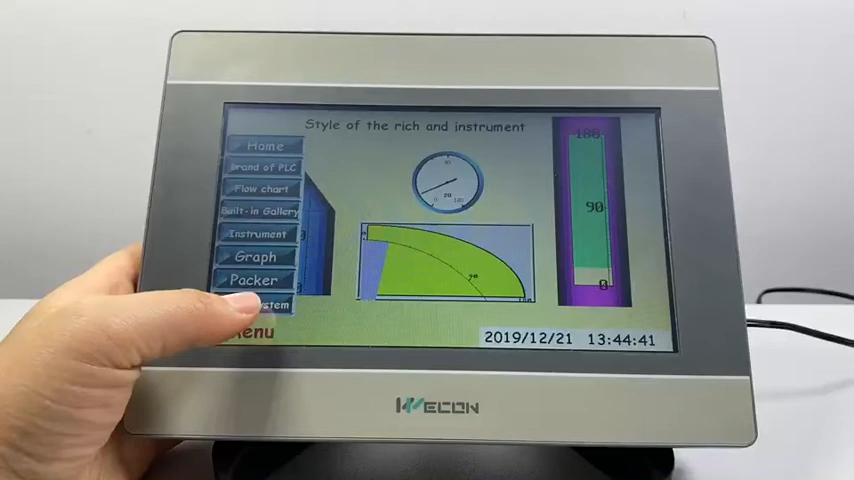 Style of the rich and instrument
Home
Brand of PLC
Flow chart
Built-in Gallery
Instrument
Graph
Packer
180
90
0
2019/12/21 13:44:41
WECON